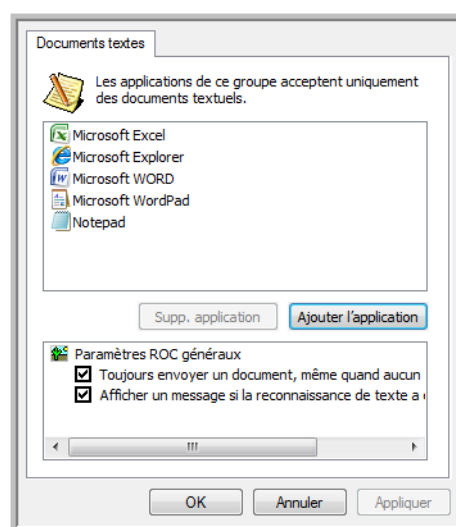 Documents textes
Les applications de ce groupe acceptent uniquement
des documents textuels.
Microsoft Excel
Microsoft Explorer
Microsoft WORD
Microsoft WordPad
Notepad
Supp. application
Ajouter l'application
Paramètres ROC généraux
Toujours envoyer un document, même quand aucun
Afficher un message si la reconnaissance de texte a
OK
Annuler
Appliquer